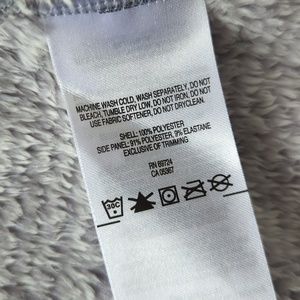 MACHINE WASH COLD, WASH SEPARATELY, DO NOT
BLEACH, TUMBLE DRY LOW, DO NOT IRON, DO NOT
USE FABRIC SOFTENER, DO NOT DRYCLEAN.
SHELL: 100% POLYESTER
SIDE PANEL: 91% POLYESTER, 9% ELASTANE
EXCLUSIVE OF TRIMMING
RN 89724
CA 05367
30C